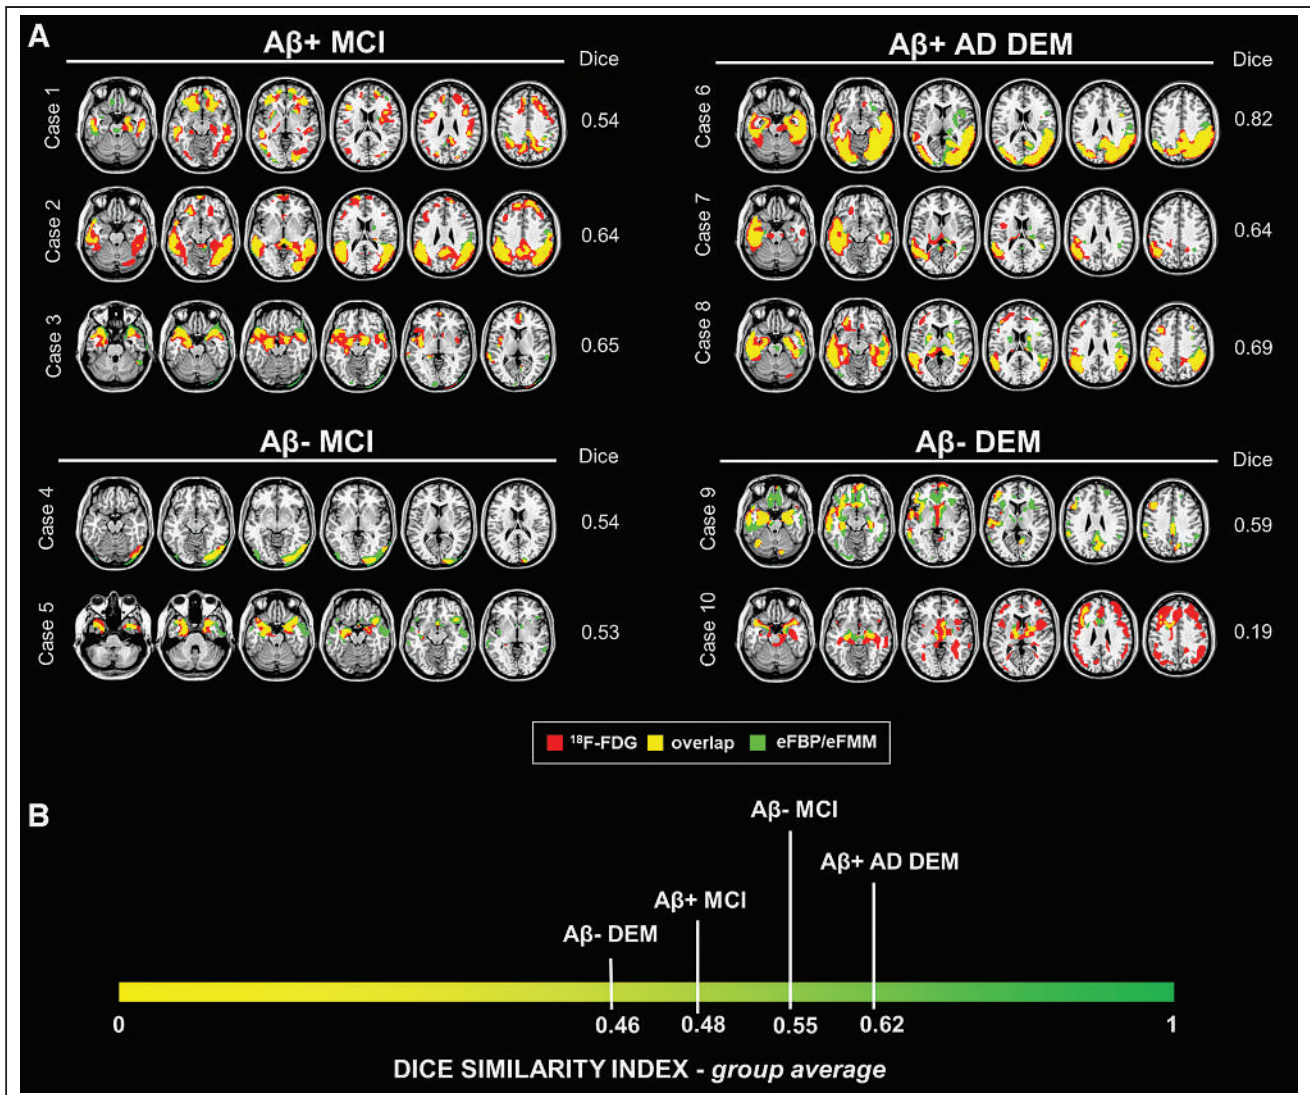 A
Aβ+ MCI
Dice
Case 1
0.54
Case 2
0.64
Case 3
0.65
Aβ+ AD DEM
Dice
Case 6
0.82
Case 7
0.64
Case 8
0.69
Aβ- MCI
Dice
Case 4
0.54
Case 5
0.53
Aβ- DEM
Dice
Case 9
0.59
Case 10
0.19
¹⁸F-FDG overlap eFBP/eFMM
B
Aβ- MCI
Aβ+ AD DEM
Aβ+ MCI
Aβ- DEM
0 0.46 0.48 0.55 0.62 1
DICE SIMILARITY INDEX - group average